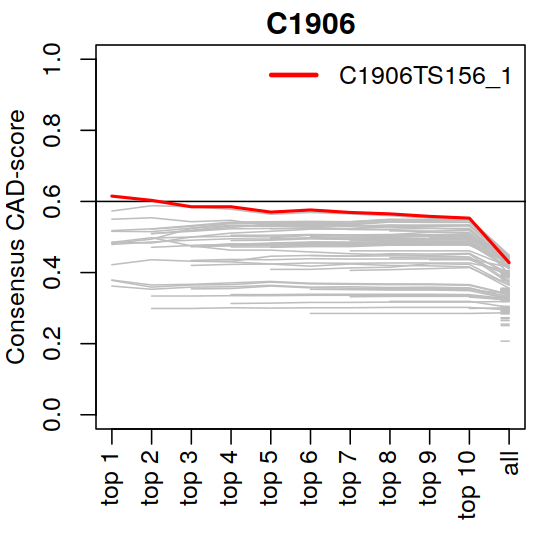 C1906
C1906TS156_1
Consensus CAD-score
1.0
0.8
0.6
0.4
0.2
0.0
top 1
top 2
top 3
top 4
top 5
top 6
top 7
top 8
top 9
top 10
all